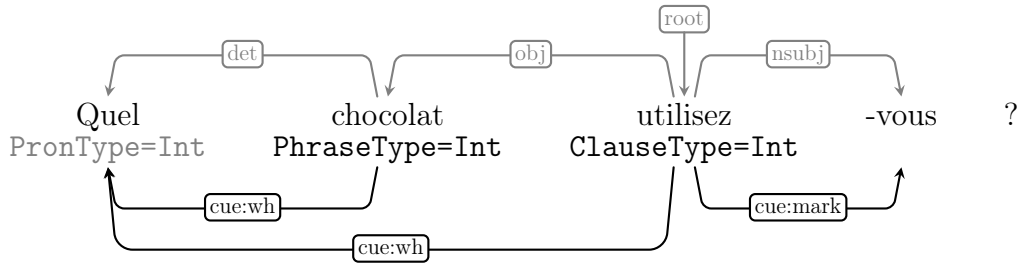 root
det obj nsubj
Quel chocolat utilisez -vous ?
PronType=Int PhraseType=Int ClauseType=Int
cue:wh cue:mark
cue:wh